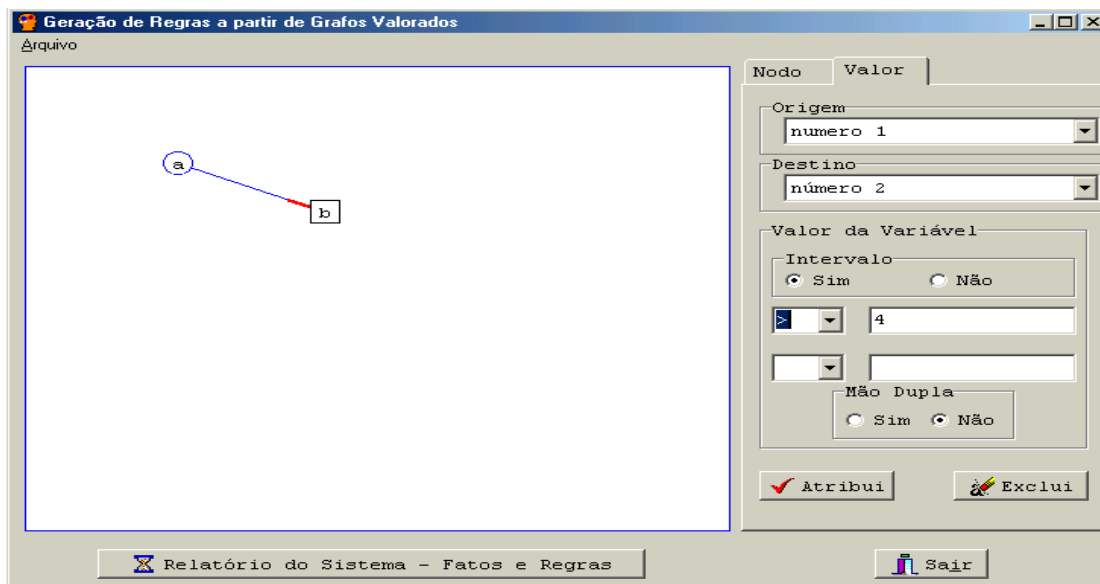 Geração de Regras a partir de Grafos Valorados
Arquivo
Nodo Valor
Origem
numero 1
Destino
número 2
Valor da Variável
Intervalo
Sim Não
> 4
Mão Dupla
Sim Não
Atribui Exclui
a
b
Relatório do Sistema - Fatos e Regras Sair